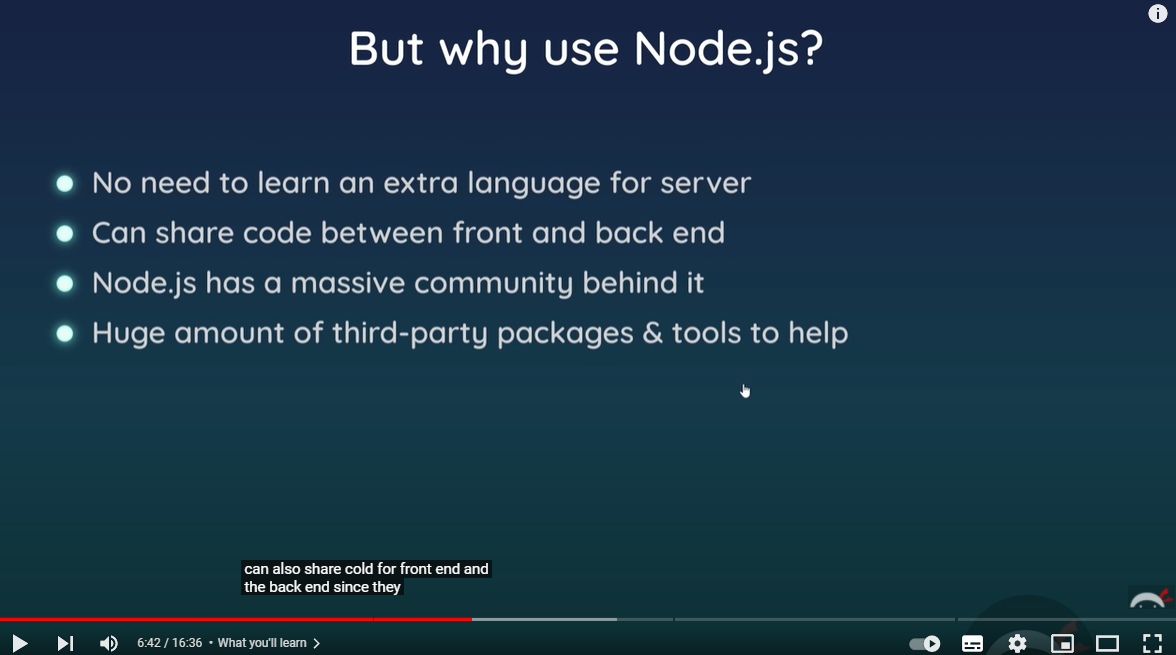 But why use Node.js?
No need to learn an extra language for server
Can share code between front and back end
Node.js has a massive community behind it
Huge amount of third-party packages & tools to help
can also share cold for front end and
the back end since they
6:42 / 16:36 • What you'll learn